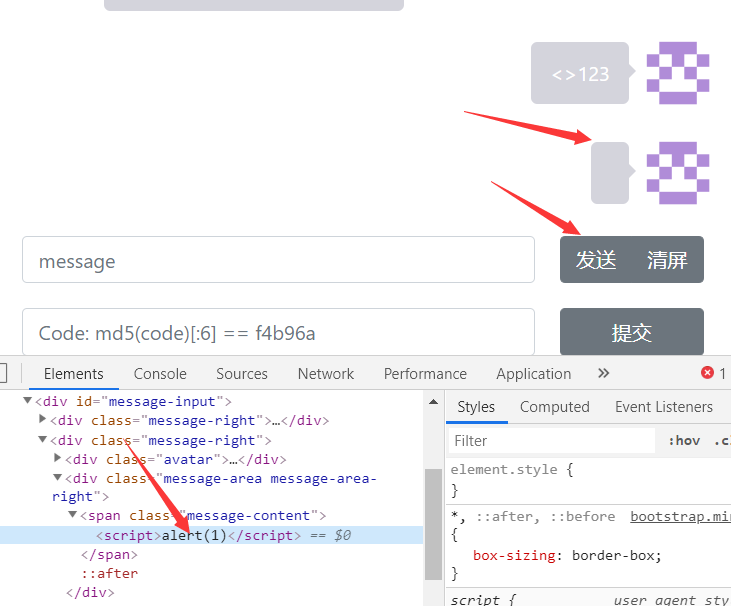 <>123
message
发送 清屏
Code: md5(code)[:6] == f4b96a
提交
Elements Console Sources Network Performance Application » 1
<div id="message-input">
<div class="message-right">…</div>
<div class="message-right">
<div class="avatar">…</div>
<div class="message-area message-area-
right">
<span class="message-content">
<script>alert(1)</script> == $0
</span>
::after
</div>
Styles Computed Event Listeners
Filter :hov .cl
element.style {
}
*, ::after, ::before bootstrap.min
{
box-sizing: border-box;
}
script { user agent sty